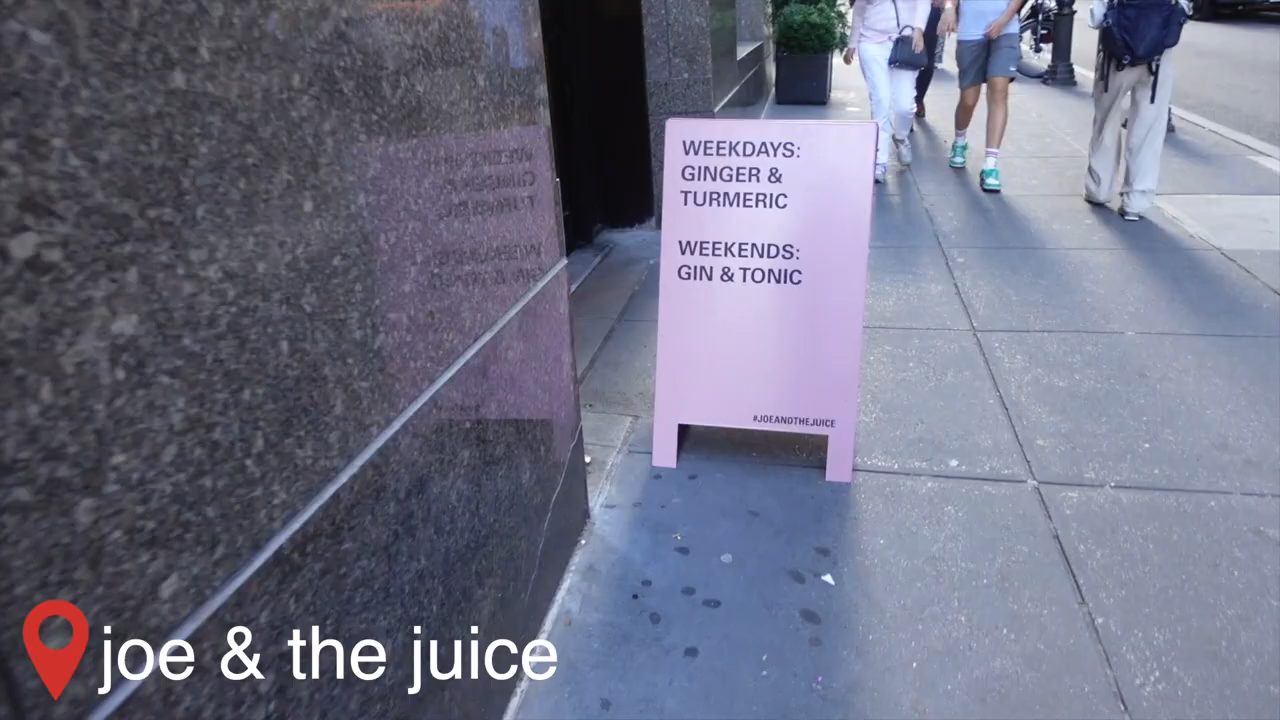 WEEKDAYS:
GINGER &
TURMERIC
WEEKENDS:
GIN & TONIC
#JOEANDTHEJUICE
joe & the juice